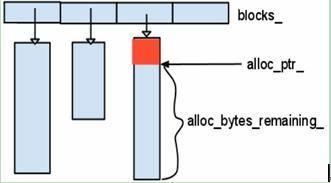 blocks_
alloc_ptr_
alloc_bytes_remaining_